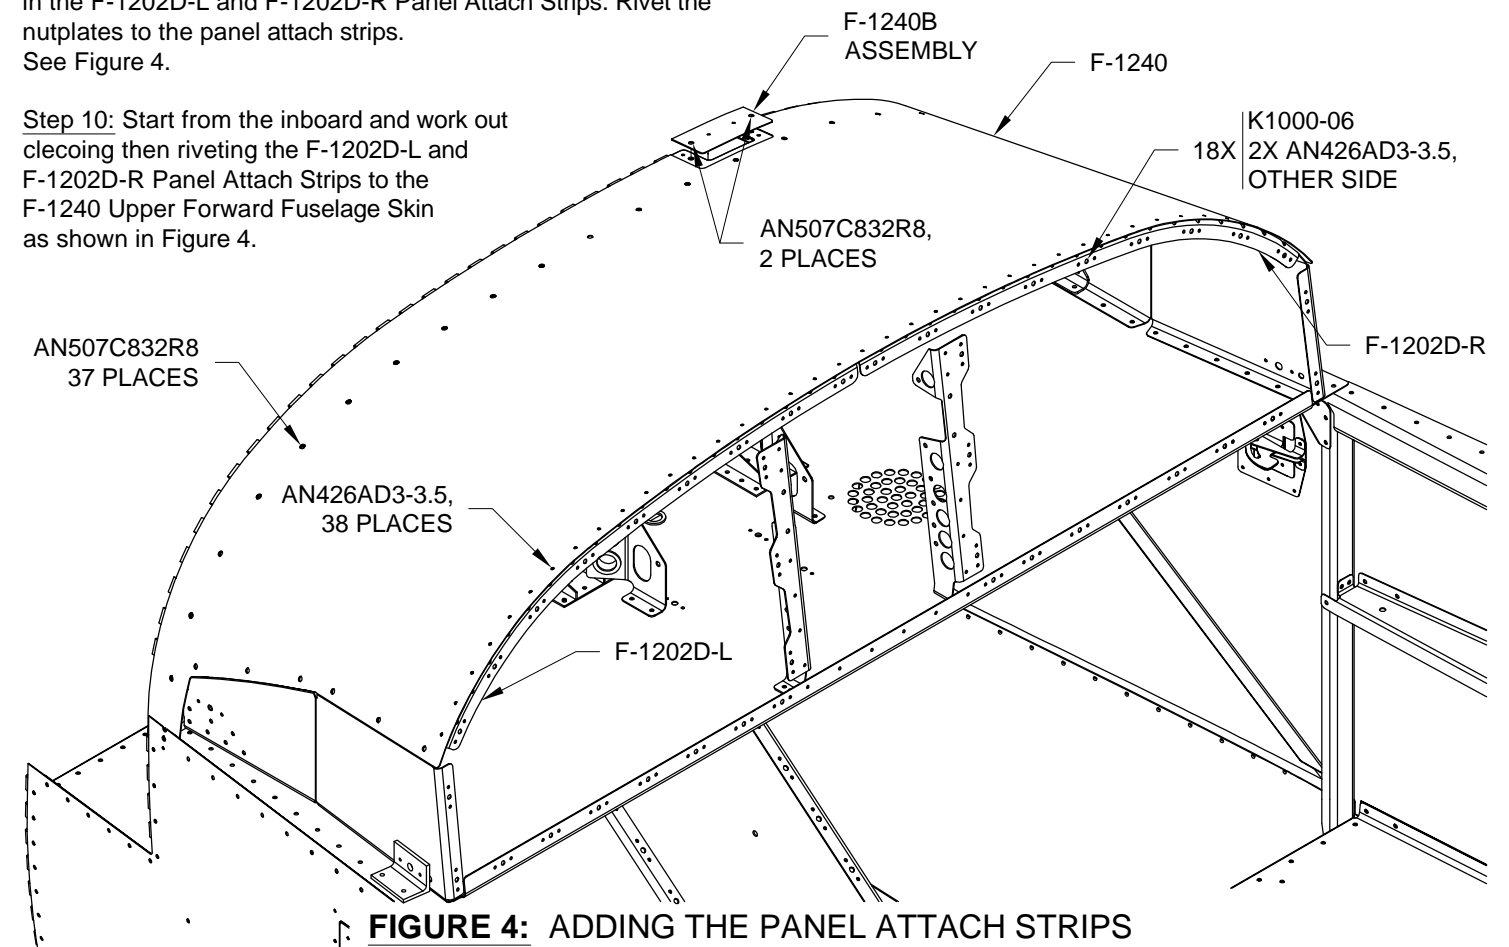 in the F-1202D-L and F-1202D-R Panel Attach Strips. Rivet the
nutplates to the panel attach strips.
See Figure 4.
Step 10: Start from the inboard and work out
clecoing then riveting the F-1202D-L and
F-1202D-R Panel Attach Strips to the
F-1240 Upper Forward Fuselage Skin
as shown in Figure 4.
F-1240B
ASSEMBLY
F-1240
K1000-06
18X 2X AN426AD3-3.5,
OTHER SIDE
AN507C832R8,
2 PLACES
AN507C832R8
37 PLACES
F-1202D-R
AN426AD3-3.5,
38 PLACES
F-1202D-L
FIGURE 4: ADDING THE PANEL ATTACH STRIPS